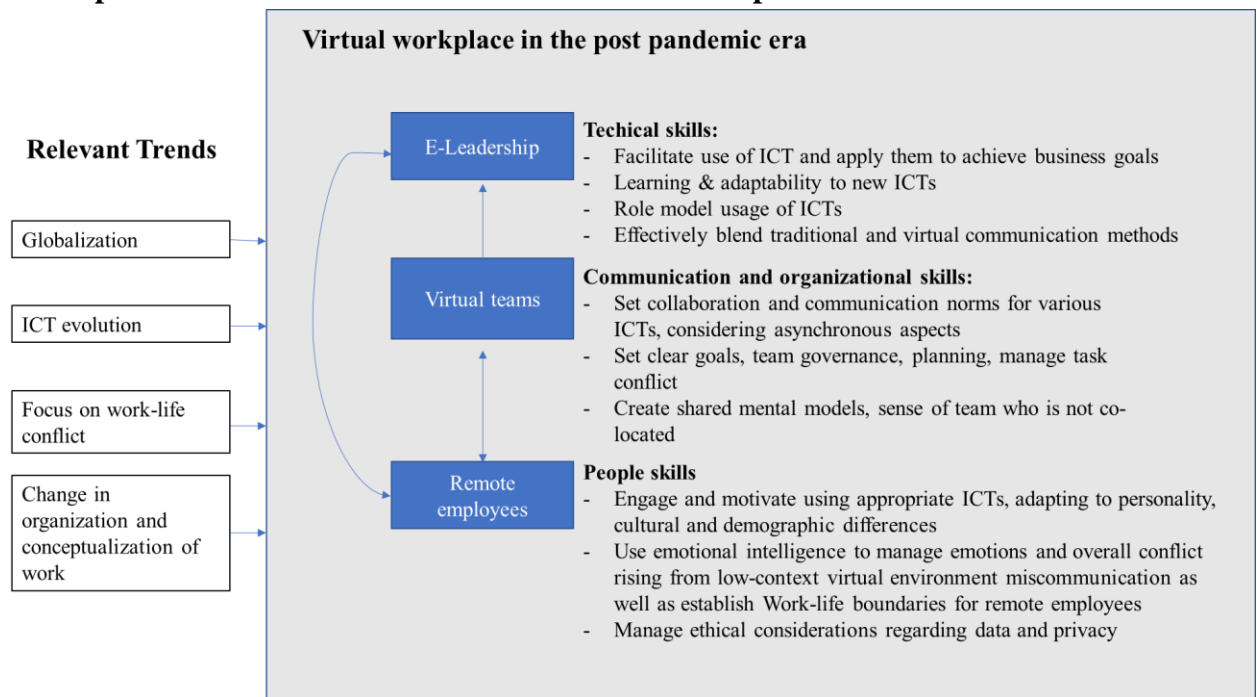 Virtual workplace in the post pandemic era
Relevant Trends
Globalization
ICT evolution
Focus on work-life
conflict
Change in
organization and
conceptualization of
work
E-Leadership
Virtual teams
Remote
employees
Techical skills:
- Facilitate use of ICT and apply them to achieve business goals
- Learning & adaptability to new ICTs
- Role model usage of ICTs
- Effectively blend traditional and virtual communication methods
Communication and organizational skills:
- Set collaboration and communication norms for various
ICTs, considering asynchronous aspects
- Set clear goals, team governance, planning, manage task
conflict
- Create shared mental models, sense of team who is not co-
located
People skills
- Engage and motivate using appropriate ICTs, adapting to personality,
cultural and demographic differences
- Use emotional intelligence to manage emotions and overall conflict
rising from low-context virtual environment miscommunication as
well as establish Work-life boundaries for remote employees
- Manage ethical considerations regarding data and privacy